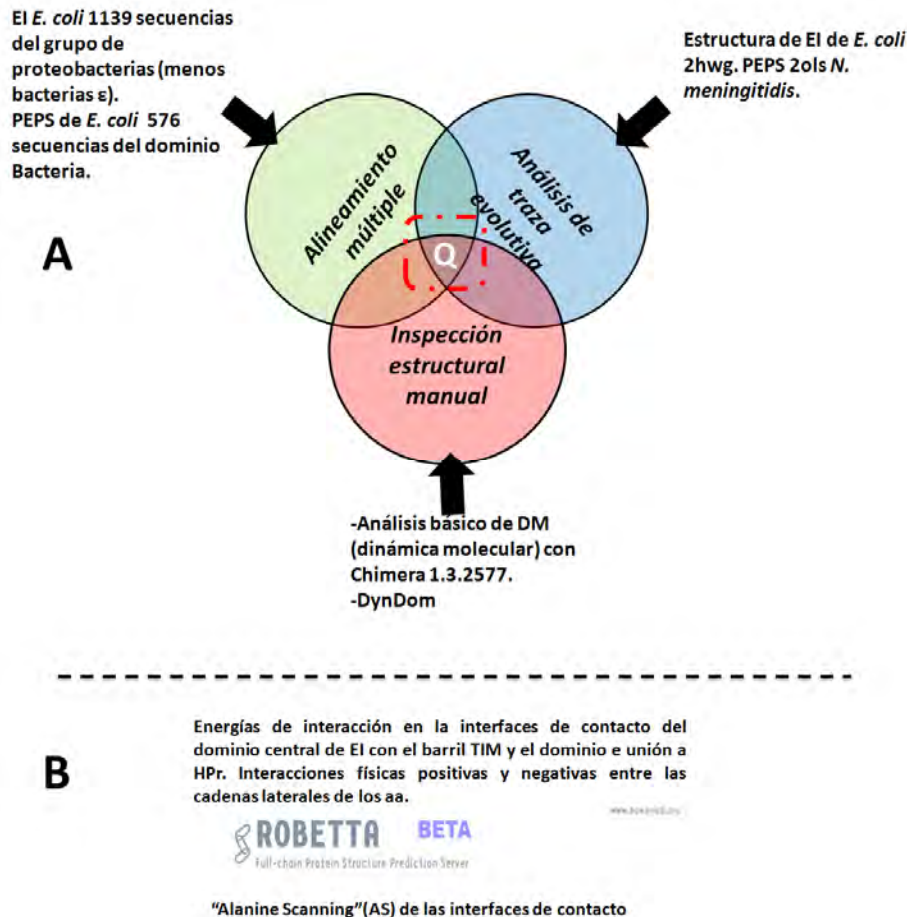 EI E. coli 1139 secuencias
del grupo de
proteobacterias (menos
bacterias ε).
PEPS de E. coli 576
secuencias del dominio
Bacteria.
Estructura de EI de E. coli
2hwg. PEPS 2ols N.
meningitidis.
A
Alineamiento
múltiple
Análisis de
traza
evolutiva
Q
Inspección
estructural
manual
-Análisis básico de DM
(dinámica molecular) con
Chimera 1.3.2577.
-DynDom
B
Energías de interacción en la interfaces de contacto del
dominio central de EI con el barril TIM y el dominio e unión a
HPr. Interacciones físicas positivas y negativas entre las
cadenas laterales de los aa.
ROBETTA BETA
Full-chain Protein Structure Prediction Server
“Alanine Scanning”(AS) de las interfaces de contacto